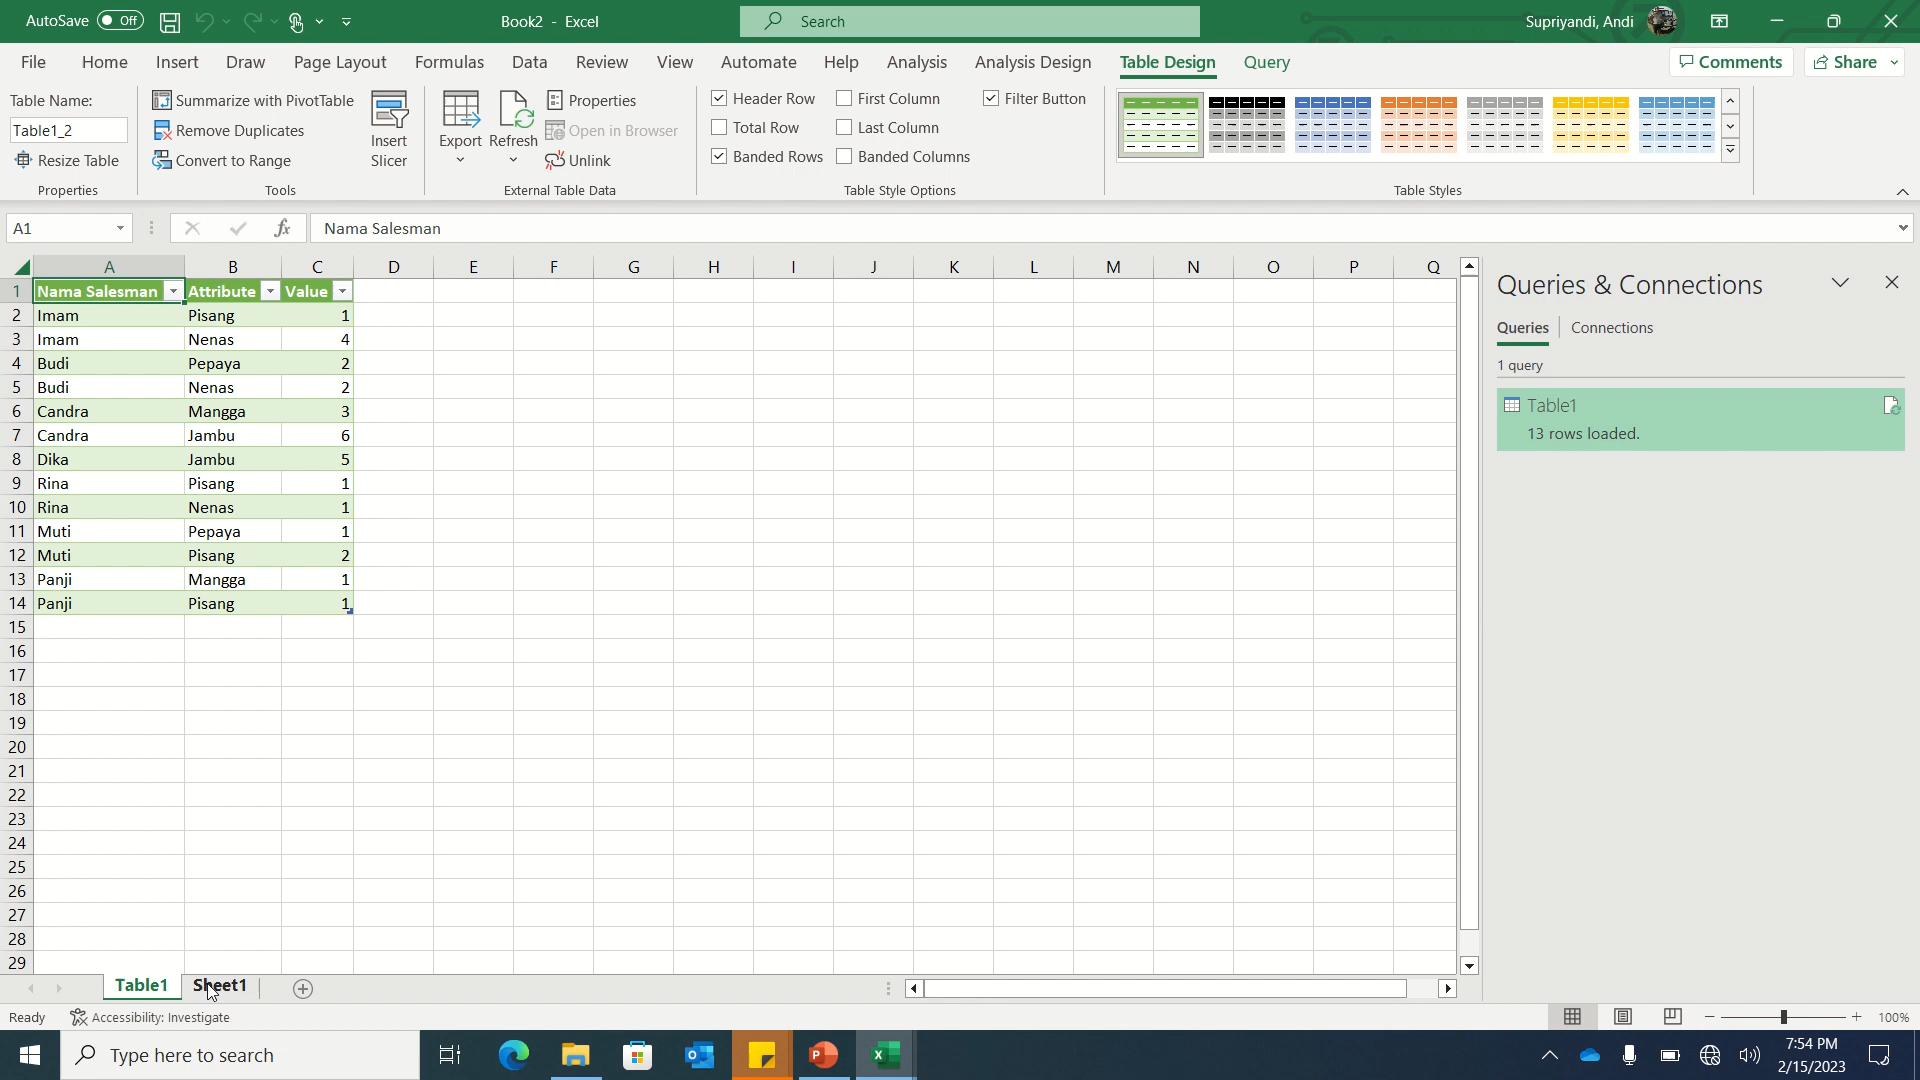 AutoSave Off Book2 - Excel Search Supriyandi, Andi
File Home Insert Draw Page Layout Formulas Data Review View Automate Help Analysis Analysis Design Table Design Query Comments Share
Table Name:
Table1_2
Resize Table
Properties
Summarize with PivotTable
Remove Duplicates
Convert to Range
Tools
Insert
Slicer
Export Refresh
Properties
Open in Browser
Unlink
External Table Data
Header Row First Column Filter Button
Total Row Last Column
Banded Rows Banded Columns
Table Style Options
Table Styles
A1 fx Nama Salesman
A B C D E F G H I J K L M N O P Q
1 Nama Salesman Attribute Value
2 Imam Pisang 1
3 Imam Nenas 4
4 Budi Pepaya 2
5 Budi Nenas 2
6 Candra Mangga 3
7 Candra Jambu 6
8 Dika Jambu 5
9 Rina Pisang 1
10 Rina Nenas 1
11 Muti Pepaya 1
12 Muti Pisang 2
13 Panji Mangga 1
14 Panji Pisang 1
15
16
17
18
19
20
21
22
23
24
25
26
27
28
29
Queries & Connections
Queries Connections
1 query
Table1
13 rows loaded.
Table1 Sheet1
Ready Accessibility: Investigate 100%
Type here to search
7:54 PM
2/15/2023